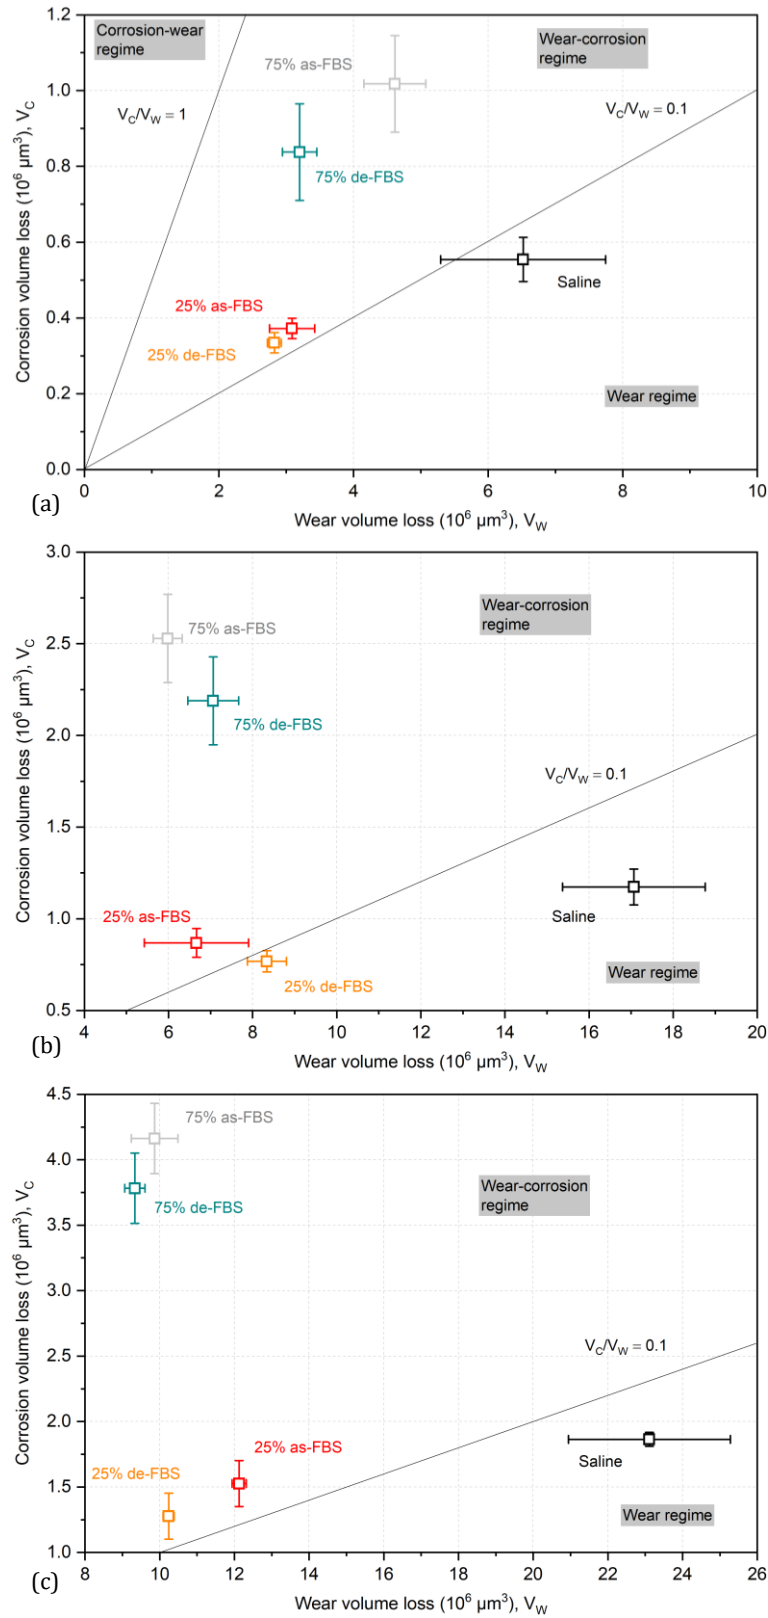 1.2
Corrosion-wear
regime
75% as-FBS
Wear-corrosion
regime
1.0
V_C/V_W = 1
V_C/V_W = 0.1
0.8
75% de-FBS
0.6
Saline
0.4
25% as-FBS
25% de-FBS
0.2
Wear regime
0.0
0 2 4 6 8 10
Corrosion volume loss (10⁶ µm³), V_C
Wear volume loss (10⁶ µm³), V_W
(a)
3.0
Wear-corrosion
regime
75% as-FBS
2.5
75% de-FBS
2.0
V_C/V_W = 0.1
1.5
25% as-FBS
Saline
1.0
25% de-FBS
Wear regime
0.5
4 6 8 10 12 14 16 18 20
Corrosion volume loss (10⁶ µm³), V_C
Wear volume loss (10⁶ µm³), V_W
(b)
4.5
75% as-FBS
4.0
Wear-corrosion
regime
75% de-FBS
3.5
3.0
2.5
V_C/V_W = 0.1
2.0
25% as-FBS
Saline
25% de-FBS
1.5
Wear regime
1.0
8 10 12 14 16 18 20 22 24 26
Corrosion volume loss (10⁶ µm³), V_C
Wear volume loss (10⁶ µm³), V_W
(c)